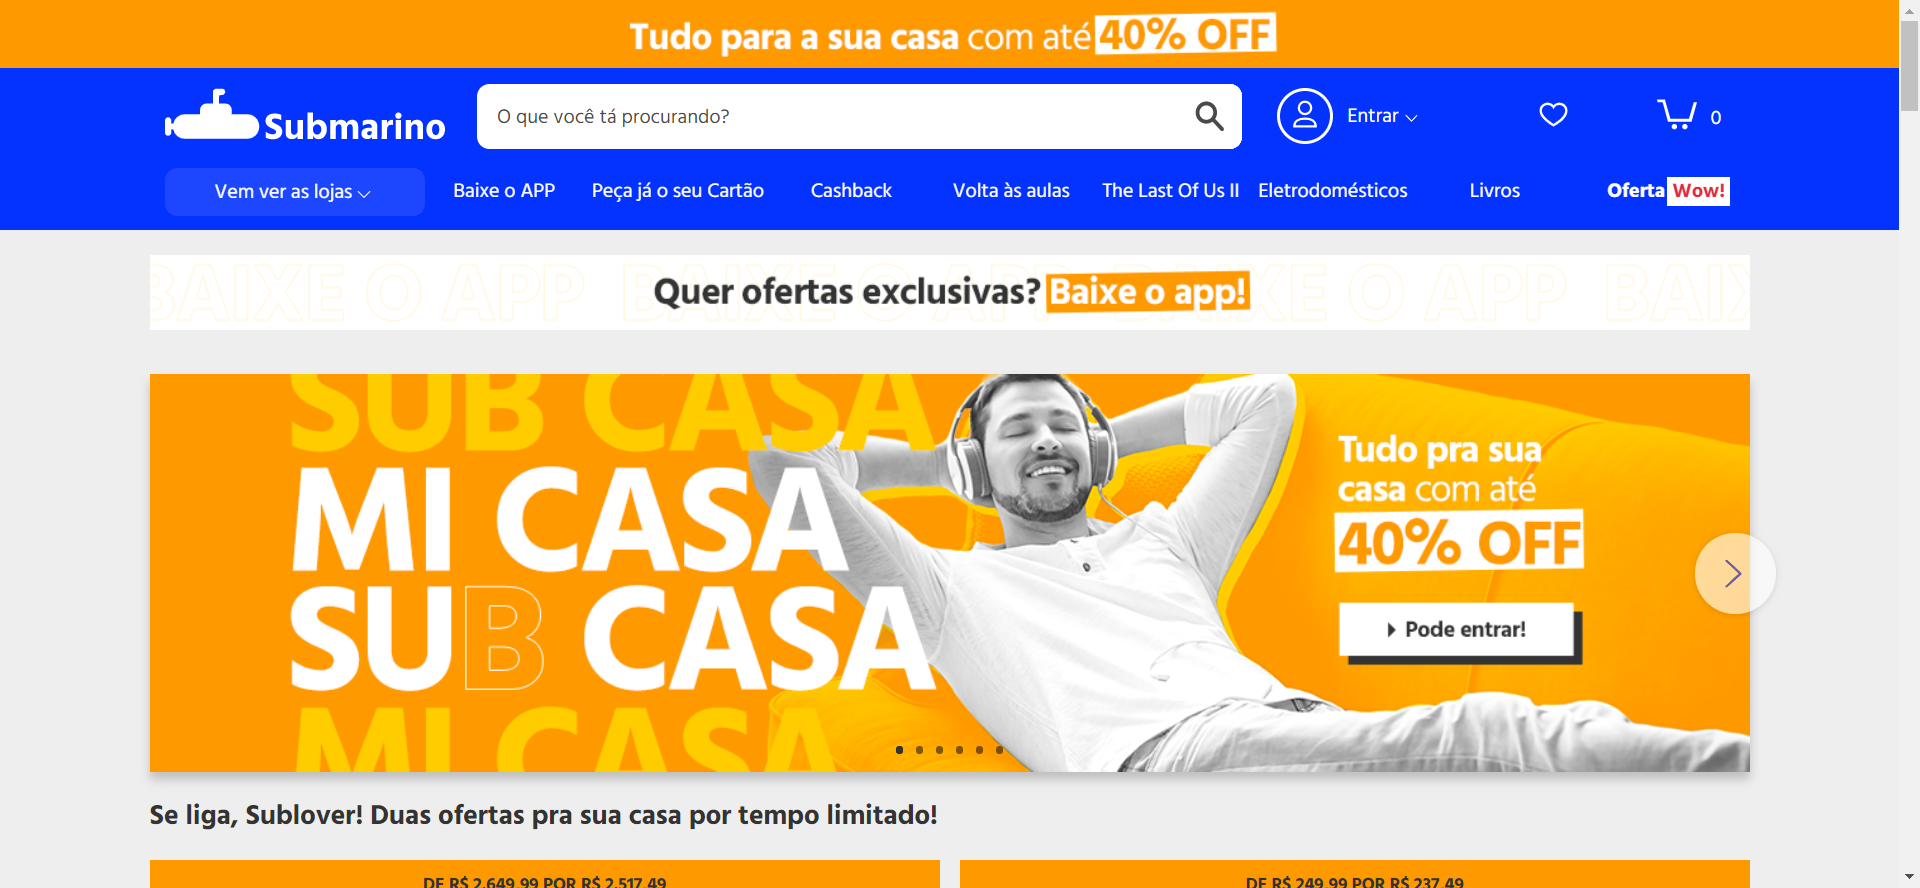 Tudo para a sua casa com até 40% OFF
Submarino
O que você tá procurando?
Entrar
0
Vem ver as lojas
Baixe o APP
Peça já o seu Cartão
Cashback
Volta às aulas
The Last Of Us II
Eletrodomésticos
Livros
Oferta Wow!
BAIXE O APP BAIXE O APP BAIXE O APP BAIX
Quer ofertas exclusivas? Baixe o app!
SUB CASA
MI CASA
SUB CASA
MI CASA
Tudo pra sua
casa com até
40% OFF
Pode entrar!
Se liga, Sublover! Duas ofertas pra sua casa por tempo limitado!
DE R$ 2.649,99 POR R$ 2.517,49
DE R$ 249,99 POR R$ 237,49